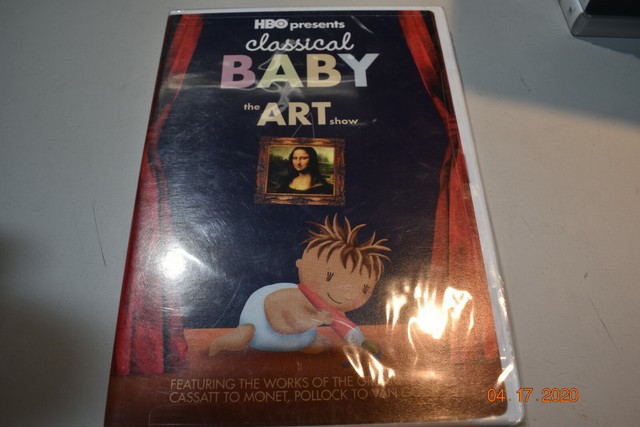 HBO presents
classical
BABY
the ART show
FEATURING THE WORKS OF THE
CASSATT TO MONET, POLLOCK TO VAN
04.17.2020